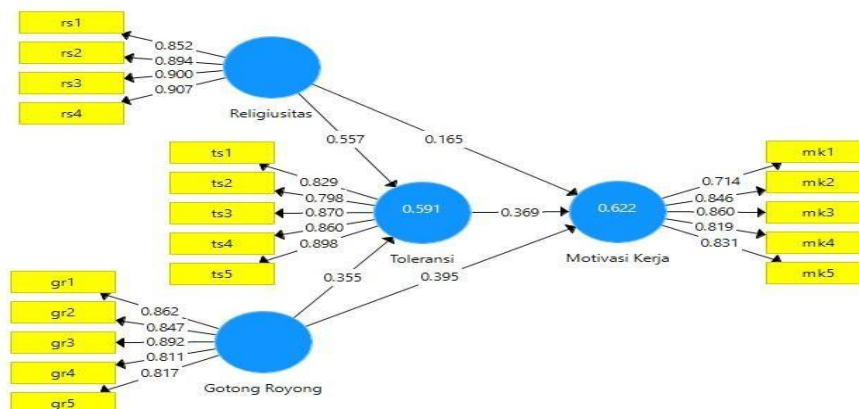 rs1
rs2
rs3
rs4
0.852
0.894
0.900
0.907
Religiusitas
0.557
0.165
ts1
ts2
ts3
ts4
ts5
0.829
0.798
0.870
0.860
0.898
0.591
Toleransi
0.369
0.622
Motivasi Kerja
0.714
0.846
0.860
0.819
0.831
mk1
mk2
mk3
mk4
mk5
0.355
0.395
gr1
gr2
gr3
gr4
gr5
0.862
0.847
0.892
0.811
0.817
Gotong Royong